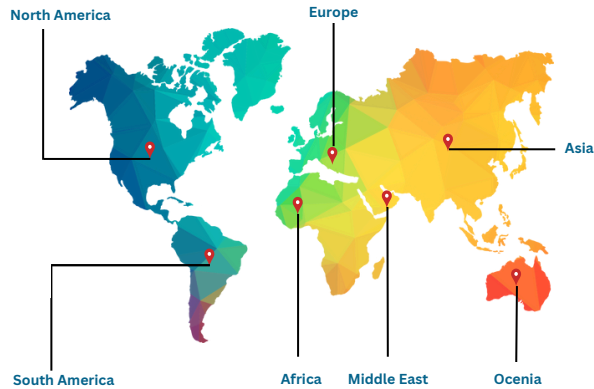 Europe
North America
Asia
South America
Africa
Middle East
Ocenia